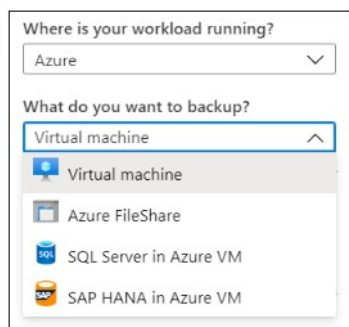 Where is your workload running?
Azure
What do you want to backup?
Virtual machine
Virtual machine
Azure FileShare
SQL Server in Azure VM
SAP HANA in Azure VM